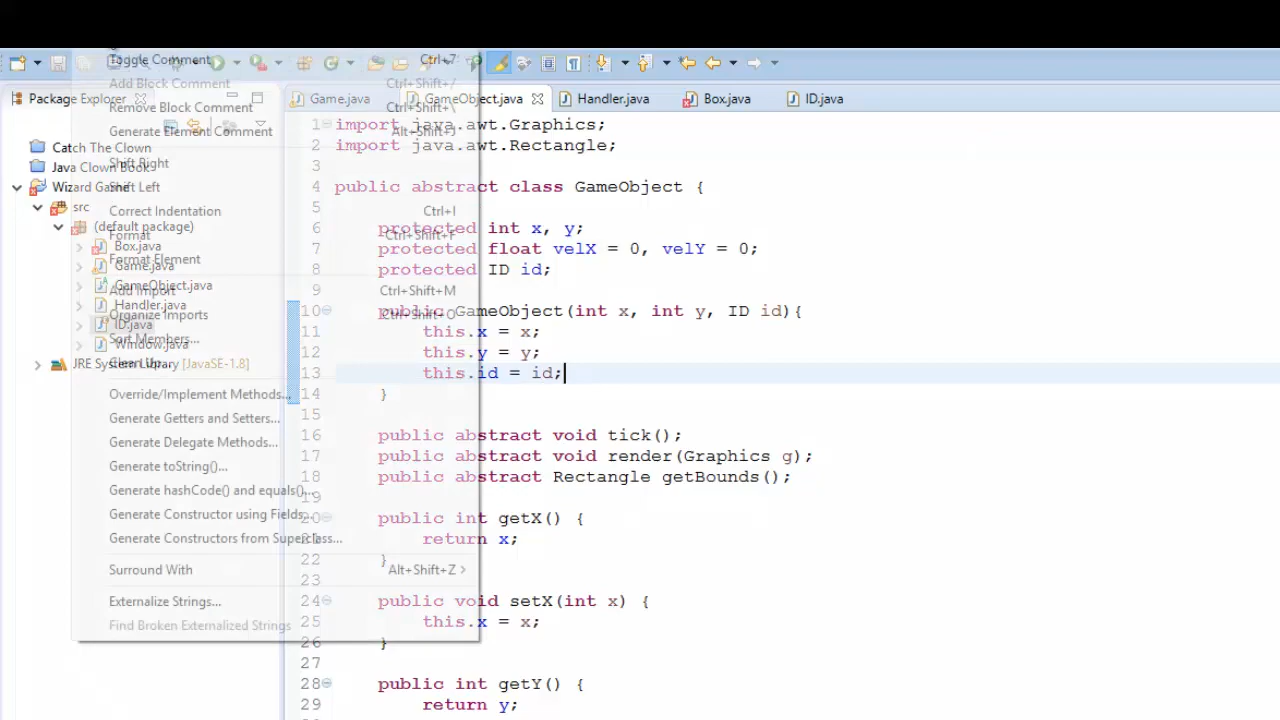 Toggle Comment Ctrl+7
Add Block Comment Ctrl+Shift+/
Remove Block Comment Ctrl+Shift+\
Generate Element Comment Alt+Shift+J
Shift Right
Shift Left
Correct Indentation Ctrl+I
Format Ctrl+Shift+F
Format Element
Add Import Ctrl+Shift+M
Organize Imports Ctrl+Shift+O
Sort Members...
Clean Up...
Override/Implement Methods...
Generate Getters and Setters...
Generate Delegate Methods...
Generate toString()...
Generate hashCode() and equals()...
Generate Constructor using Fields...
Generate Constructors from Superclass...
Surround With Alt+Shift+Z >
Externalize Strings...
Find Broken Externalized Strings
Package Explorer
Catch The Clown
Java Clown Book
Wizard Game
src
(default package)
Box.java
Game.java
GameObject.java
Handler.java
ID.java
Window.java
JRE System Library [JavaSE-1.8]
Game.java GameObject.java Handler.java Box.java ID.java
1 import java.awt.Graphics;
2 import java.awt.Rectangle;
3
4 public abstract class GameObject {
5
6 protected int x, y;
7 protected float velX = 0, velY = 0;
8 protected ID id;
9
10 public GameObject(int x, int y, ID id){
11 this.x = x;
12 this.y = y;
13 this.id = id;
14 }
15
16 public abstract void tick();
17 public abstract void render(Graphics g);
18 public abstract Rectangle getBounds();
19
20 public int getX() {
21 return x;
22 }
23
24 public void setX(int x) {
25 this.x = x;
26 }
27
28 public int getY() {
29 return y;